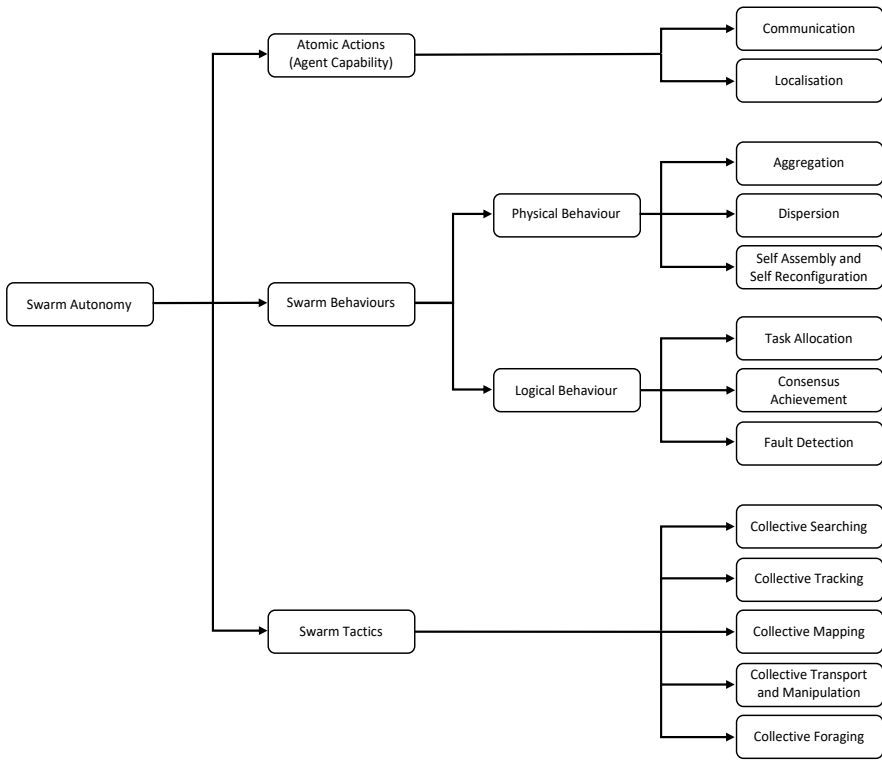 Swarm Autonomy
Atomic Actions
(Agent Capability)
Communication
Localisation
Swarm Behaviours
Physical Behaviour
Aggregation
Dispersion
Self Assembly and
Self Reconfiguration
Logical Behaviour
Task Allocation
Consensus
Achievement
Fault Detection
Swarm Tactics
Collective Searching
Collective Tracking
Collective Mapping
Collective Transport
and Manipulation
Collective Foraging